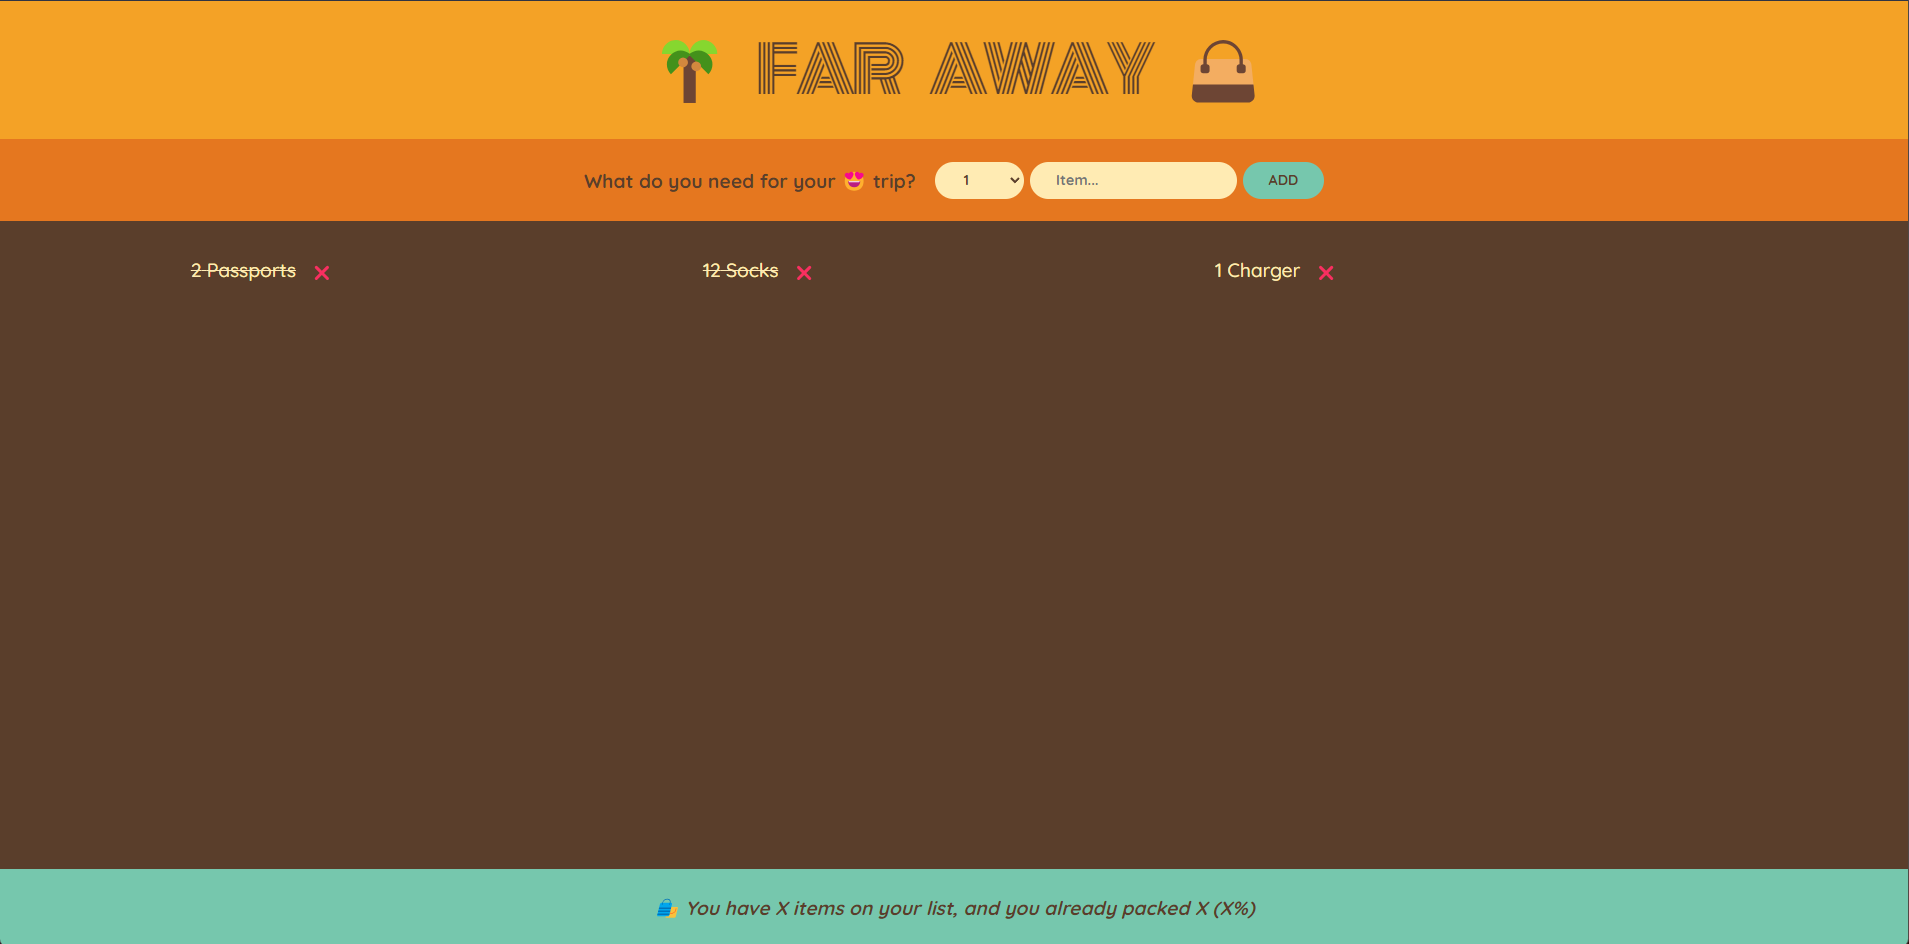 🌴 FAR AWAY 👜
What do you need for your 😍 trip? 1 Item... ADD
2 Passports ❌ 12 Socks ❌ 1 Charger ❌
🛍️ You have X items on your list, and you already packed X (X%)